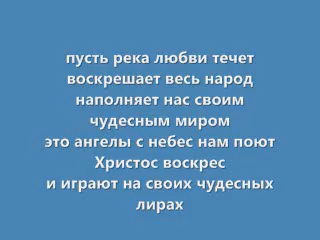 пусть река любви течет
воскрешает весь народ
наполняет нас своим
чудесным миром
это ангелы с небес нам поют
Христос воскрес
и играют на своих чудесных
лирах